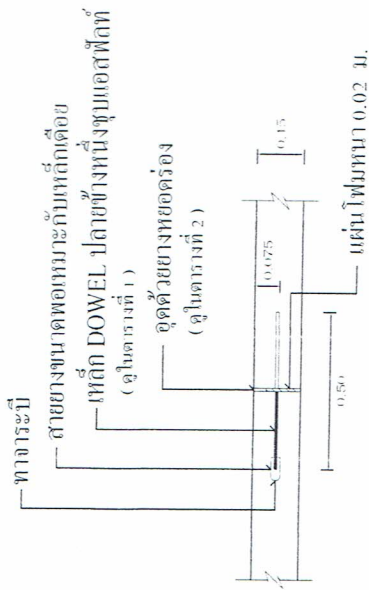 ทาจาระบี
สายยางขนาดพอเหมาะกับเหล็กเดือย
เหล็ก DOWEL ปลายข้างหนึ่งชุบแอสฟัลท์
( ดูในตารางที่ 1 )
อุดด้วยยางหยอดร่อง
( ดูในตารางที่ 2 )
0.075
0.15
0.50
แผ่นโฟมหนา 0.02 ม.